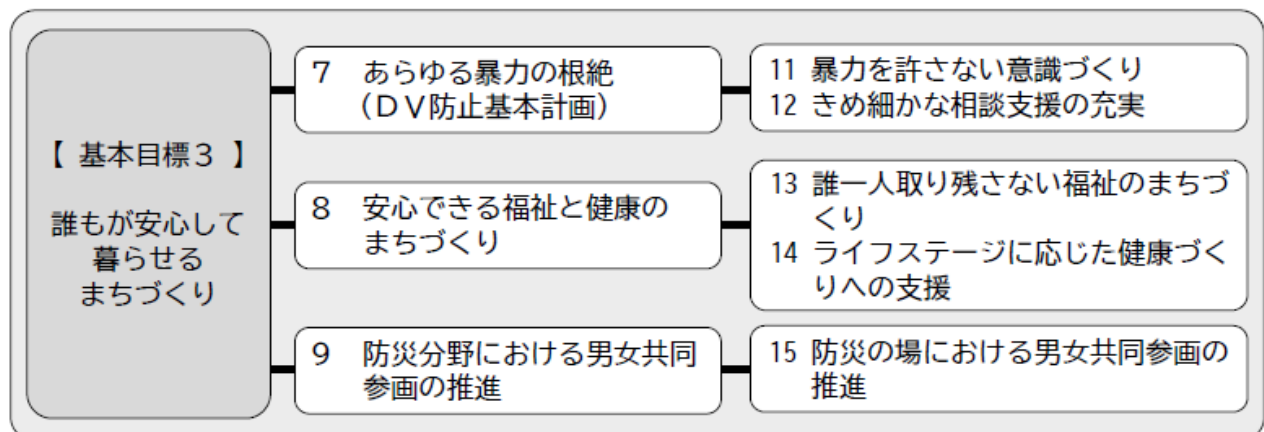 【 基本目標３ 】
誰もが安心して
暮らせる
まちづくり
７　あらゆる暴力の根絶
（ＤＶ防止基本計画）
11 暴力を許さない意識づくり
12 きめ細かな相談支援の充実
８　安心できる福祉と健康の
まちづくり
13 誰一人取り残さない福祉のまちづ
くり
14 ライフステージに応じた健康づく
りへの支援
９　防災分野における男女共同
参画の推進
15 防災の場における男女共同参画の
推進